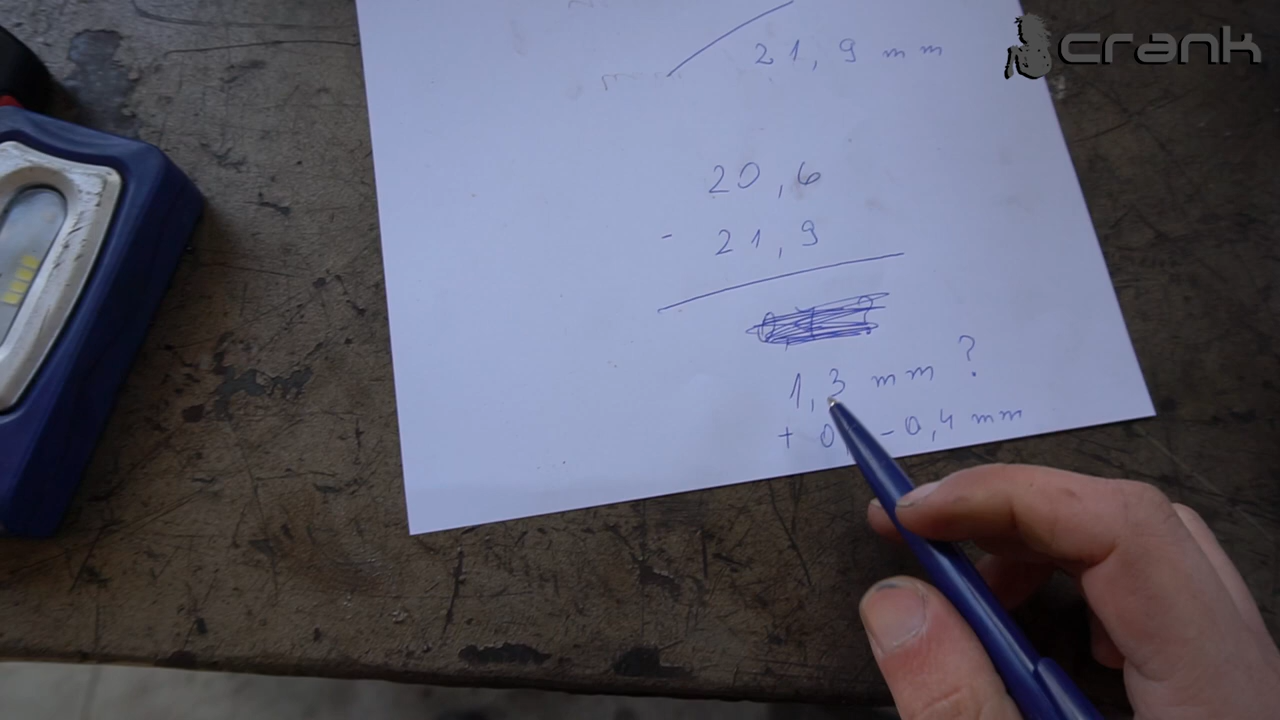 crank
21,9 mm
20,6
- 21,9
1,3 mm ?
+ 0, - 0,4 mm